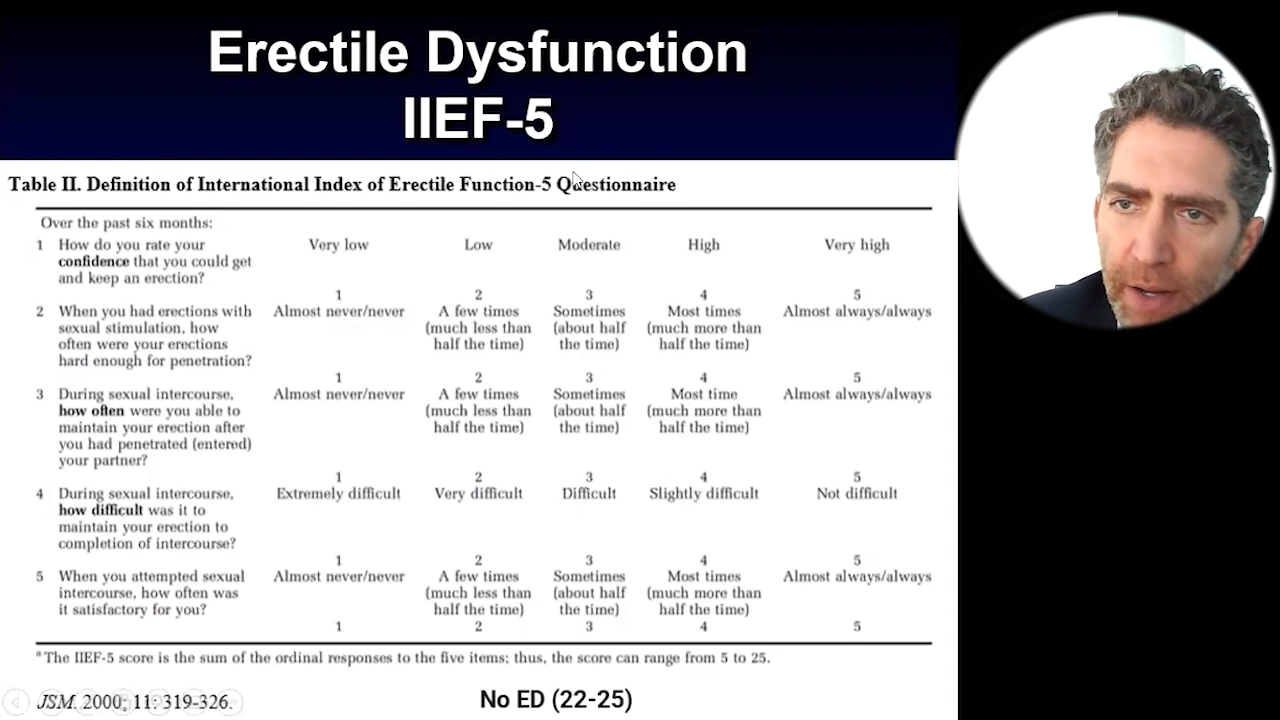 Erectile Dysfunction
IIEF-5
Table II. Definition of International Index of Erectile Function-5 Questionnaire
Over the past six months:
1 How do you rate your Very low Low Moderate High Very high
confidence that you could get
and keep an erection?
1 2 3 4 5
2 When you had erections with Almost never/never A few times Sometimes Most times Almost always/always
sexual stimulation, how (much less than (about half (much more than
often were your erections half the time) the time) half the time)
hard enough for penetration?
1 2 3 4 5
3 During sexual intercourse, Almost never/never A few times Sometimes Most time Almost always/always
how often were you able to (much less than (about half (much more than
maintain your erection after half the time) the time) half the time)
you had penetrated (entered)
your partner?
1 2 3 4 5
4 During sexual intercourse, Extremely difficult Very difficult Difficult Slightly difficult Not difficult
how difficult was it to
maintain your erection to
completion of intercourse?
1 2 3 4 5
5 When you attempted sexual Almost never/never A few times Sometimes Most times Almost always/always
intercourse, how often was (much less than (about half (much more than
it satisfactory for you? half the time) the time) half the time)
1 2 3 4 5
a The IIEF-5 score is the sum of the ordinal responses to the five items; thus, the score can range from 5 to 25.
JSM. 2000; 11: 319-326. No ED (22-25)